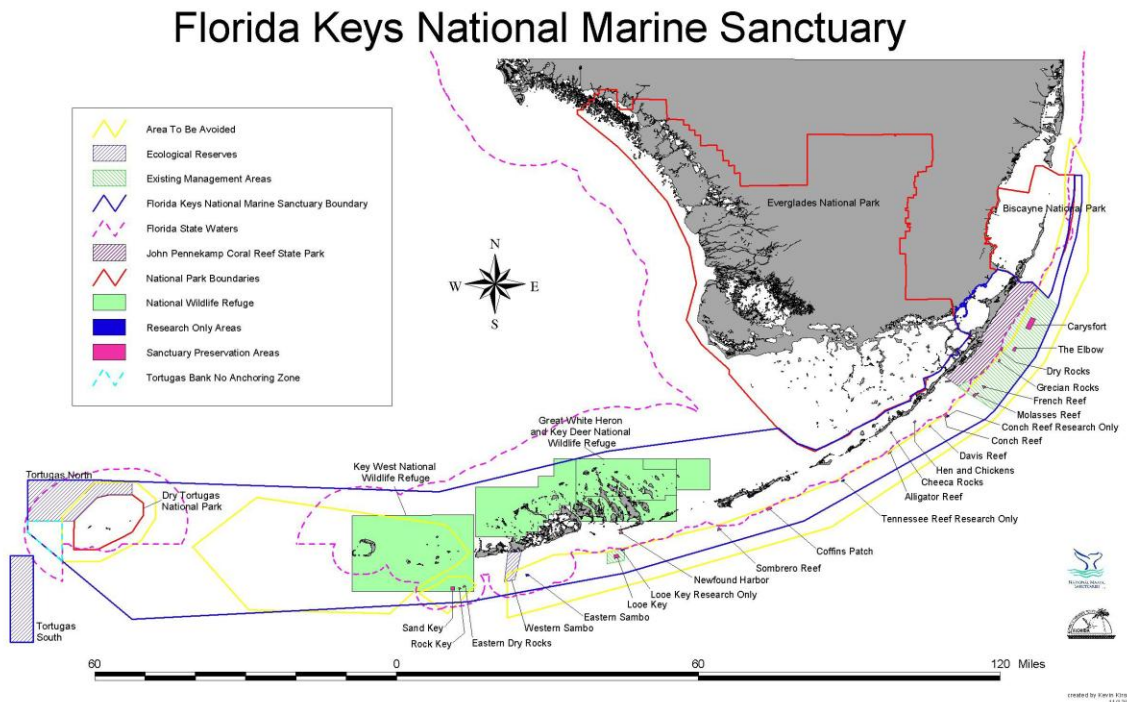 Florida Keys National Marine Sanctuary
Area To Be Avoided
Ecological Reserves
Existing Management Areas
Florida Keys National Marine Sanctuary Boundary
Florida State Waters
John Pennekamp Coral Reef State Park
National Park Boundaries
National Wildlife Refuge
Research Only Areas
Sanctuary Preservation Areas
Tortugas Bank No Anchoring Zone
N
W
E
S
Everglades National Park
Biscayne National Park
Carysfort
The Elbow
Dry Rocks
Grecian Rocks
French Reef
Molasses Reef
Conch Reef Research Only
Conch Reef
Davis Reef
Hen and Chickens
Checca Rocks
Alligator Reef
Tennessee Reef Research Only
Coffins Patch
Sombrero Reef
Newfound Harbor
Looe Key Research Only
Looe Key
Eastern Sambo
Western Sambo
Eastern Dry Rocks
Rock Key
Sand Key
Great White Heron
and Key Deer National
Wildlife Refuge
Key West National
Wildlife Refuge
Tortugas North
Dry Tortugas
National Park
Tortugas
South
60
0
60
120
Miles
NATIONAL MARINE
SANCTUARIES
FLORIDA
created by Kevin